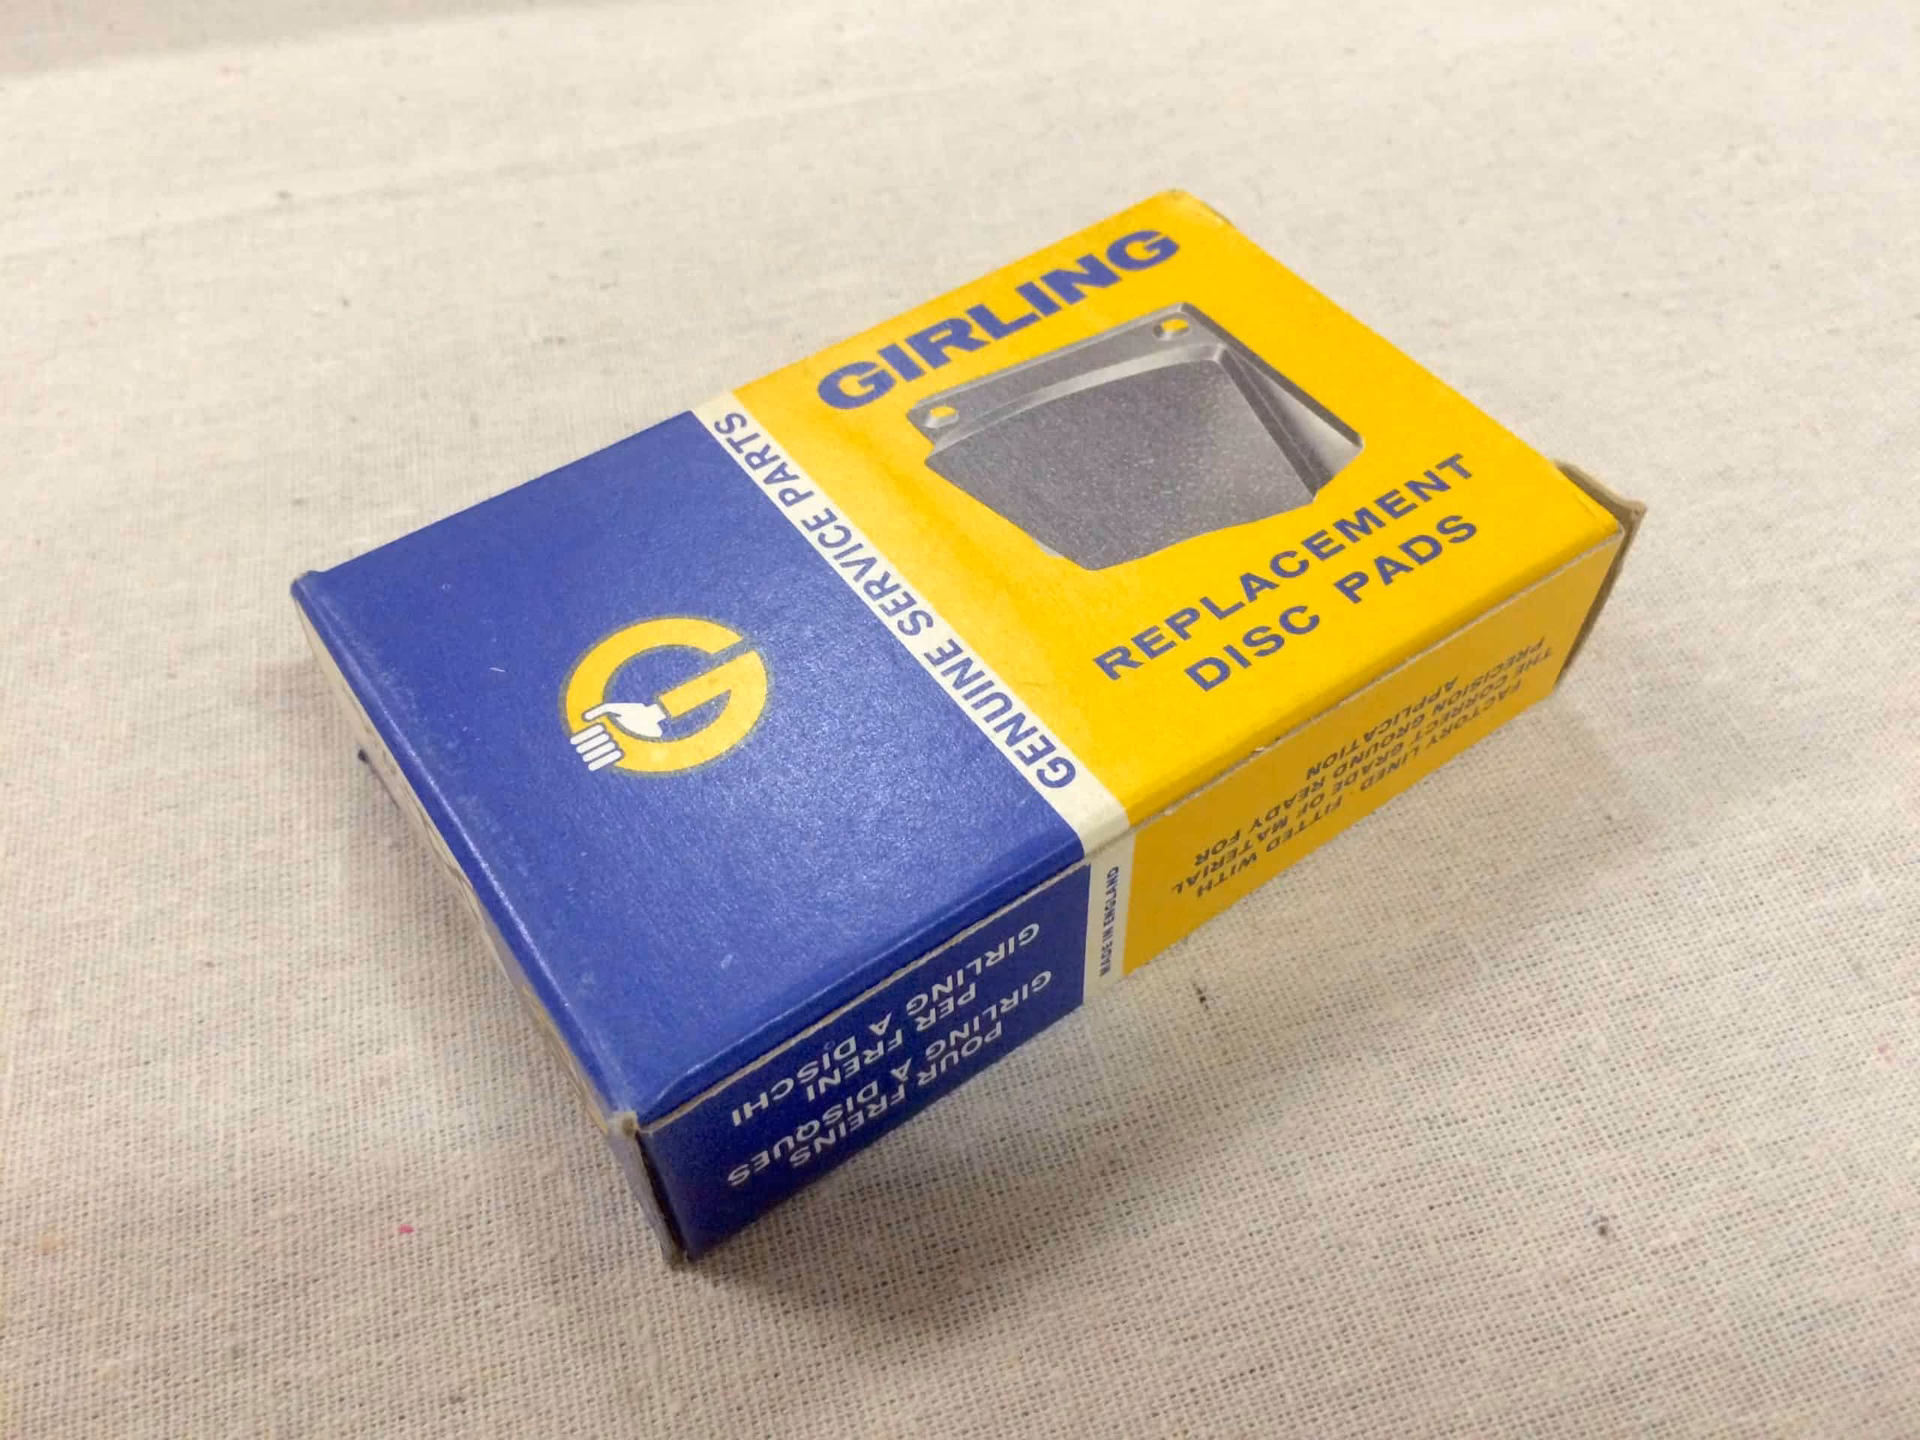 GIRLING
REPLACEMENT
DISC PADS
GENUINE SERVICE PARTS
G
MADE IN ENGLAND
FACTORY LINED. FITTED WITH
THE CORRECT GRADE OF MATERIAL
PRECISION GROUND READY FOR
APPLICATION
POUR FREINS
GIRLING A DISQUES
PER FRENI
GIRLING A DISCHI